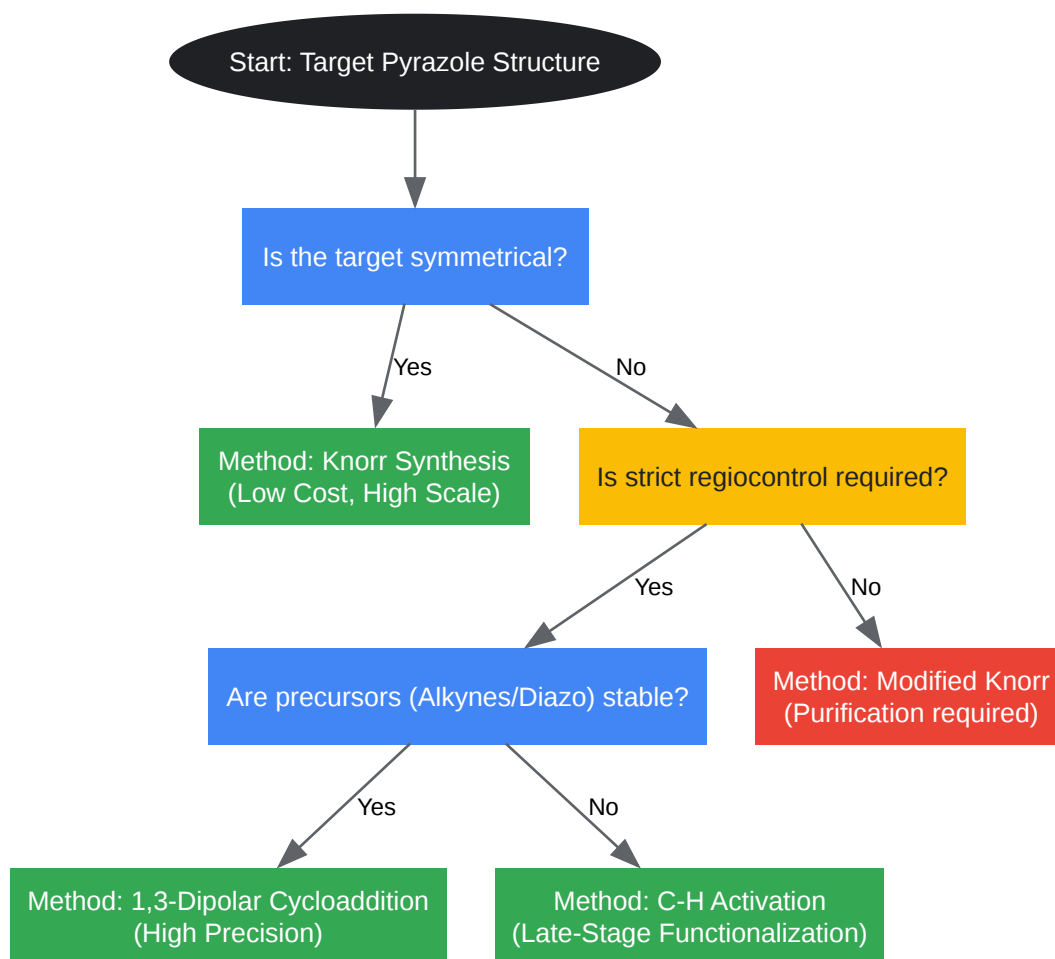 Start: Target Pyrazole Structure
Is the target symmetrical?
Yes
No
Method: Knorr Synthesis
(Low Cost, High Scale)
Is strict regiocontrol required?
Yes
No
Are precursors (Alkynes/Diazo) stable?
Method: Modified Knorr
(Purification required)
Yes
No
Method: 1,3-Dipolar Cycloaddition
(High Precision)
Method: C-H Activation
(Late-Stage Functionalization)